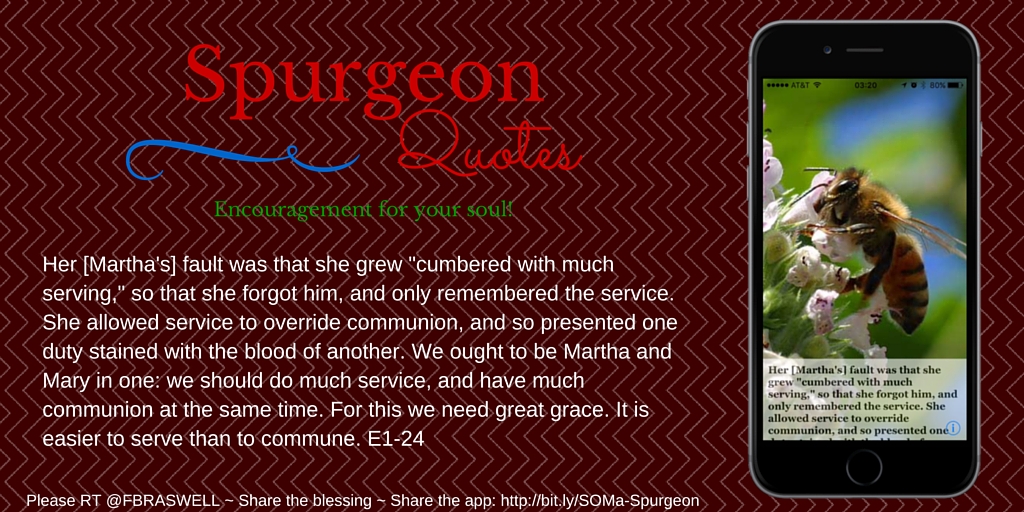 Spurgeon
Quotes
Encouragement for your soul!
Her [Martha's] fault was that she grew "cumbered with much
serving," so that she forgot him, and only remembered the service.
She allowed service to override communion, and so presented one
duty stained with the blood of another. We ought to be Martha and
Mary in one: we should do much service, and have much
communion at the same time. For this we need great grace. It is
easier to serve than to commune. E1-24
Please RT @FBRASWELL ~ Share the blessing ~ Share the app: http://bit.ly/SOMa-Spurgeon
AT&T 03:20 80%
Her [Martha's] fault was that she
grew "cumbered with much
serving," so that she forgot him, and
only remembered the service. She
allowed service to override
communion, and so presented one